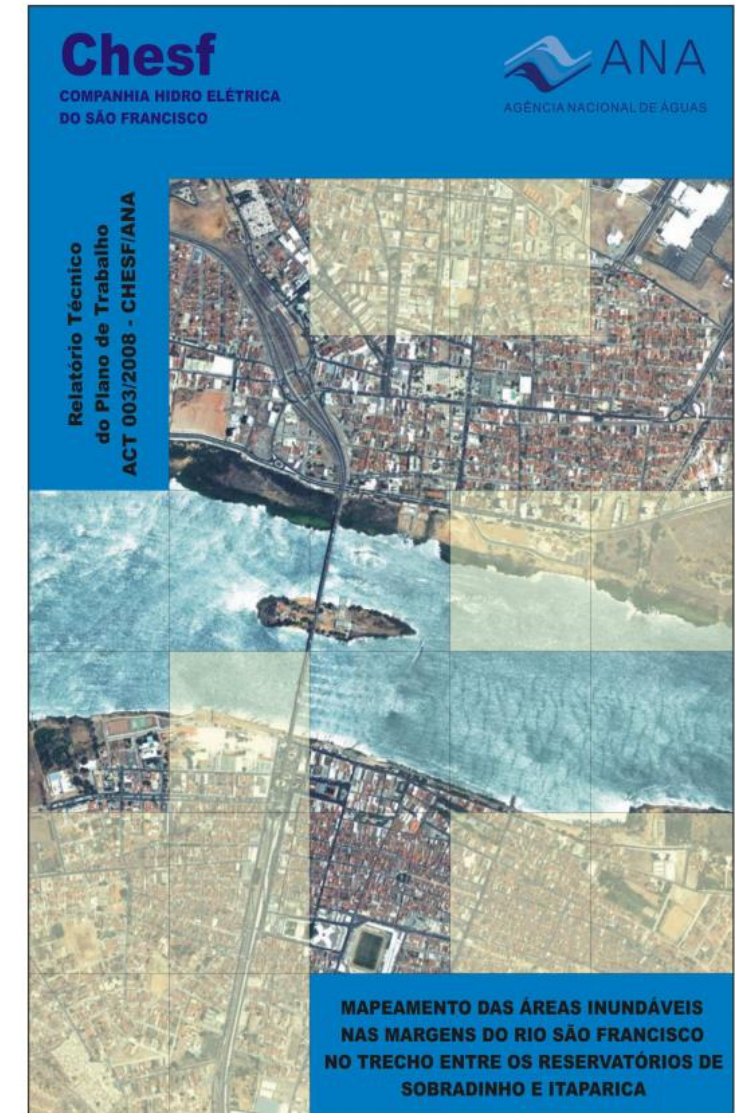 Chesf
COMPANHIA HIDRO ELÉTRICA
DO SÃO FRANCISCO
ANA
AGÊNCIA NACIONAL DE ÁGUAS
Relatório Técnico
do Plano de Trabalho
ACT 003/2008 - CHESF/ANA
MAPEAMENTO DAS ÁREAS INUNDÁVEIS
NAS MARGENS DO RIO SÃO FRANCISCO
NO TRECHO ENTRE OS RESERVATÓRIOS DE
SOBRADINHO E ITAPARICA